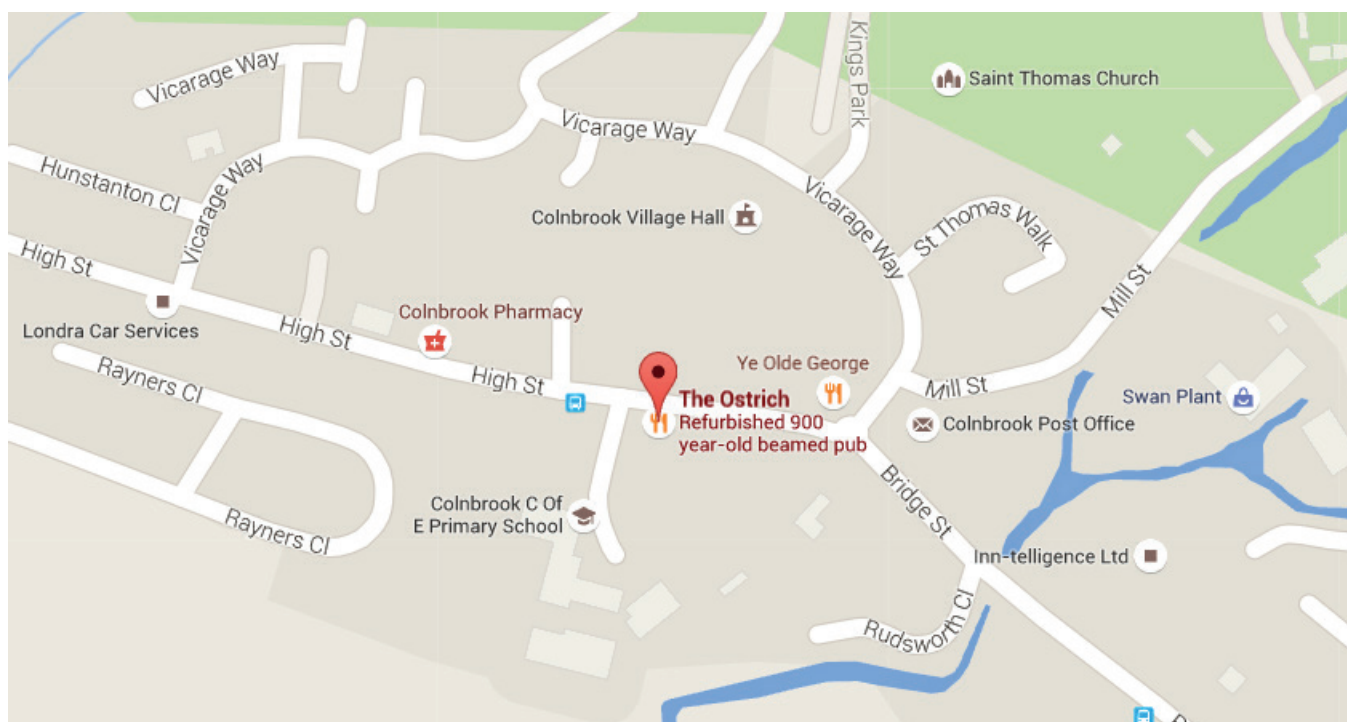 Vicarage Way
Kings Park
Saint Thomas Church
Vicarage Way
Hunstanton Cl
Vicarage Way
Vicarage Way
Colnbrook Village Hall
St Thomas Walk
High St
Mill St
Londra Car Services
High St
Colnbrook Pharmacy
Rayners Cl
High St
Ye Olde George
Mill St
The Ostrich
Refurbished 900
year-old beamed pub
Swan Plant
Colnbrook Post Office
Bridge St
Colnbrook C Of
E Primary School
Rayners Cl
Inn-telligence Ltd
Rudsworth Cl